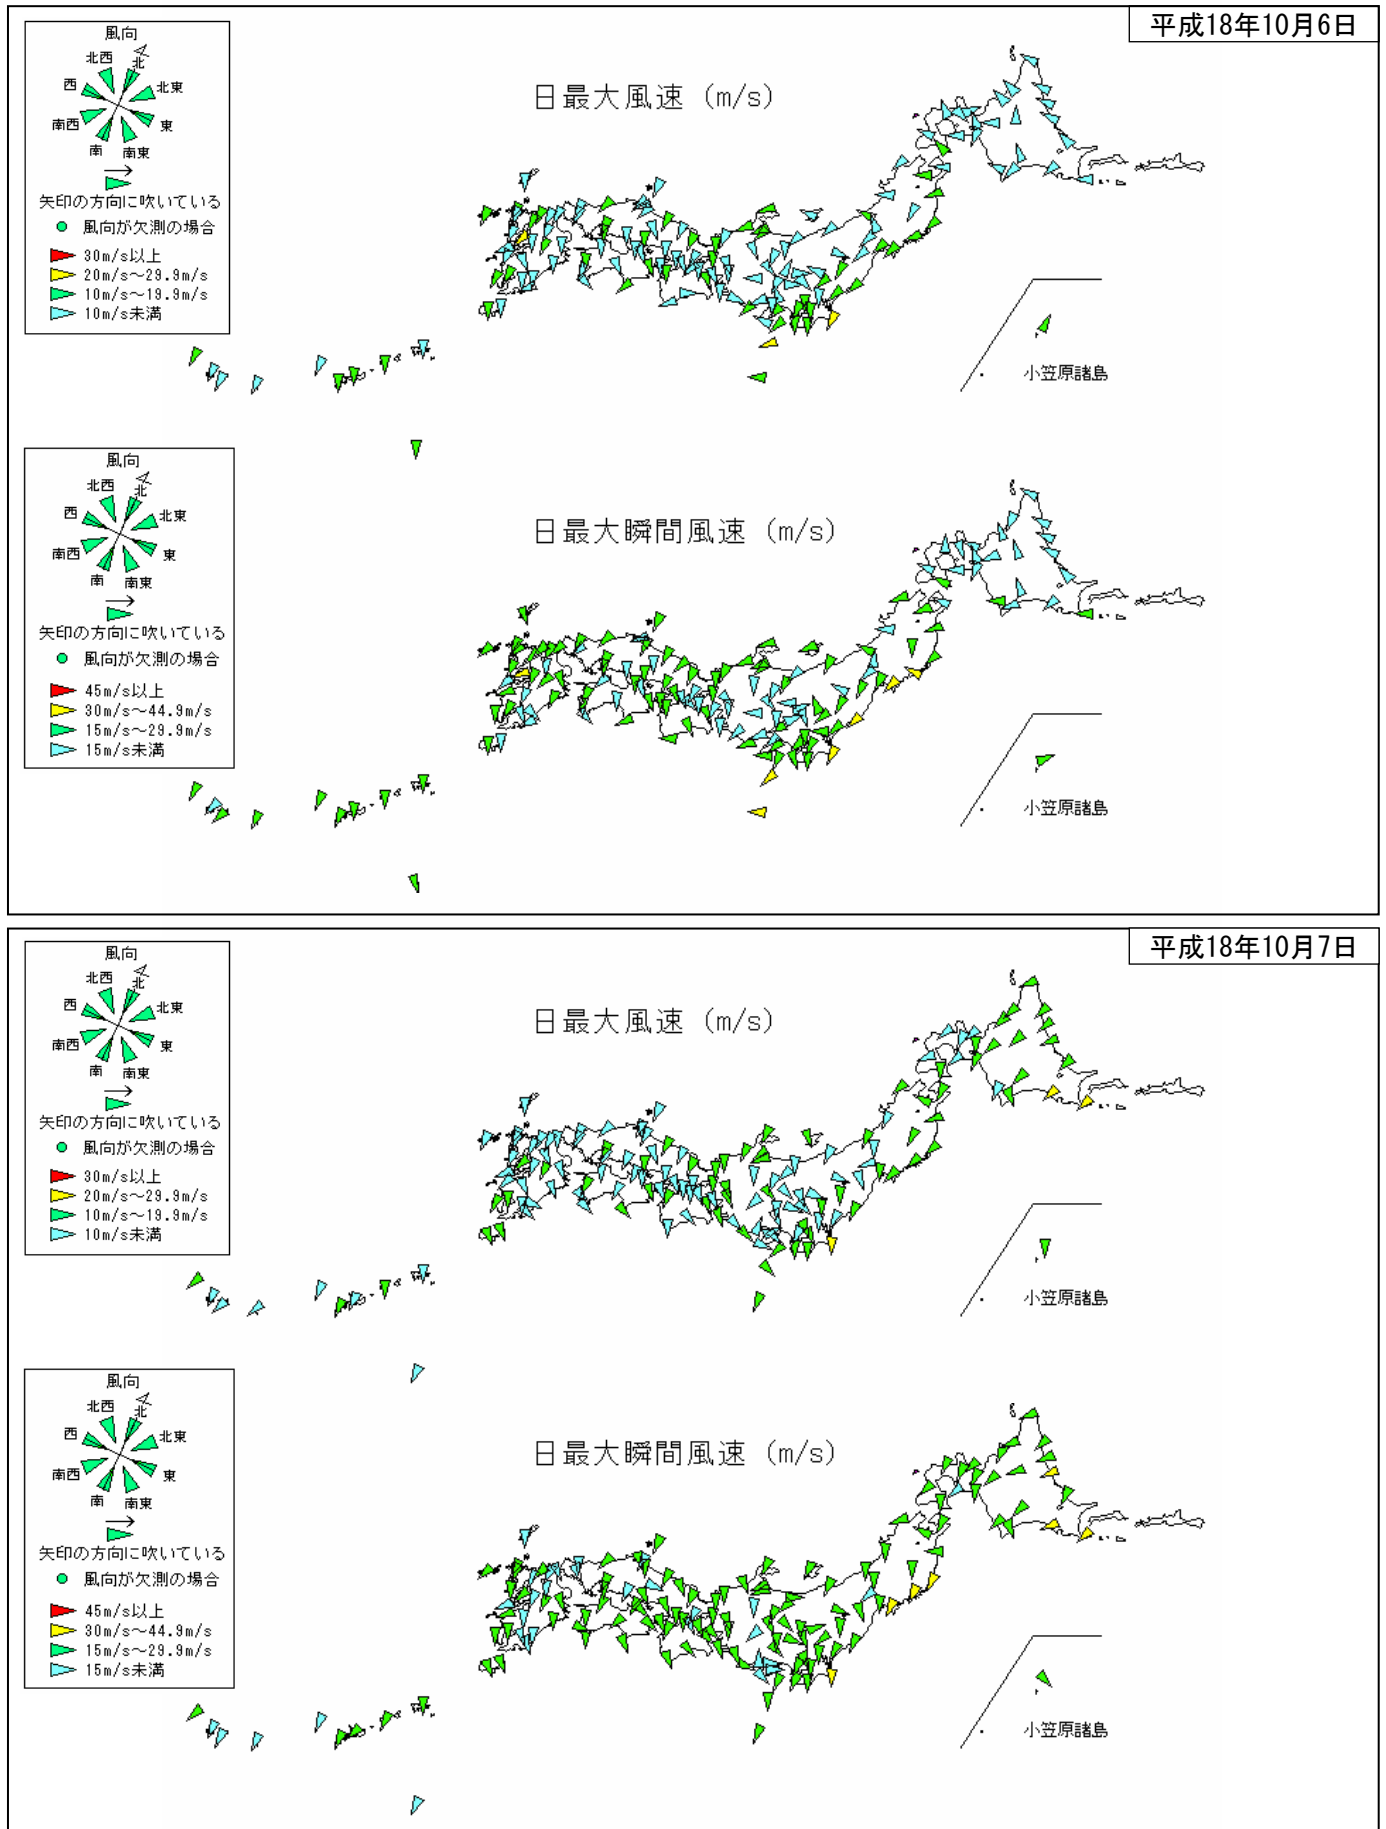 平成18年10月6日
風向
北
北西
北東
西
東
南西
南
南東
矢印の方向に吹いている
風向が欠測の場合
30m/s以上
20m/s～29.9m/s
10m/s～19.9m/s
10m/s未満
日最大風速 (m/s)
小笠原諸島
風向
北
北西
北東
西
東
南西
南
南東
矢印の方向に吹いている
風向が欠測の場合
45m/s以上
30m/s～44.9m/s
15m/s～29.9m/s
15m/s未満
日最大瞬間風速 (m/s)
小笠原諸島
平成18年10月7日
風向
北
北西
北東
西
東
南西
南
南東
矢印の方向に吹いている
風向が欠測の場合
30m/s以上
20m/s～29.9m/s
10m/s～19.9m/s
10m/s未満
日最大風速 (m/s)
小笠原諸島
風向
北
北西
北東
西
東
南西
南
南東
矢印の方向に吹いている
風向が欠測の場合
45m/s以上
30m/s～44.9m/s
15m/s～29.9m/s
15m/s未満
日最大瞬間風速 (m/s)
小笠原諸島